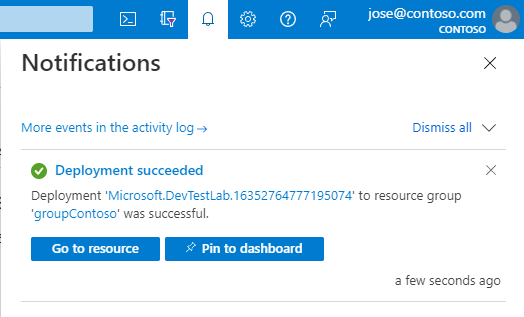 jose@contoso.com
CONTOSO
Notifications
More events in the activity log→
Dismiss all
Deployment succeeded
Deployment 'Microsoft.DevTestLab.16352764777195074' to resource group
'groupContoso' was successful.
Go to resource
Pin to dashboard
a few seconds ago